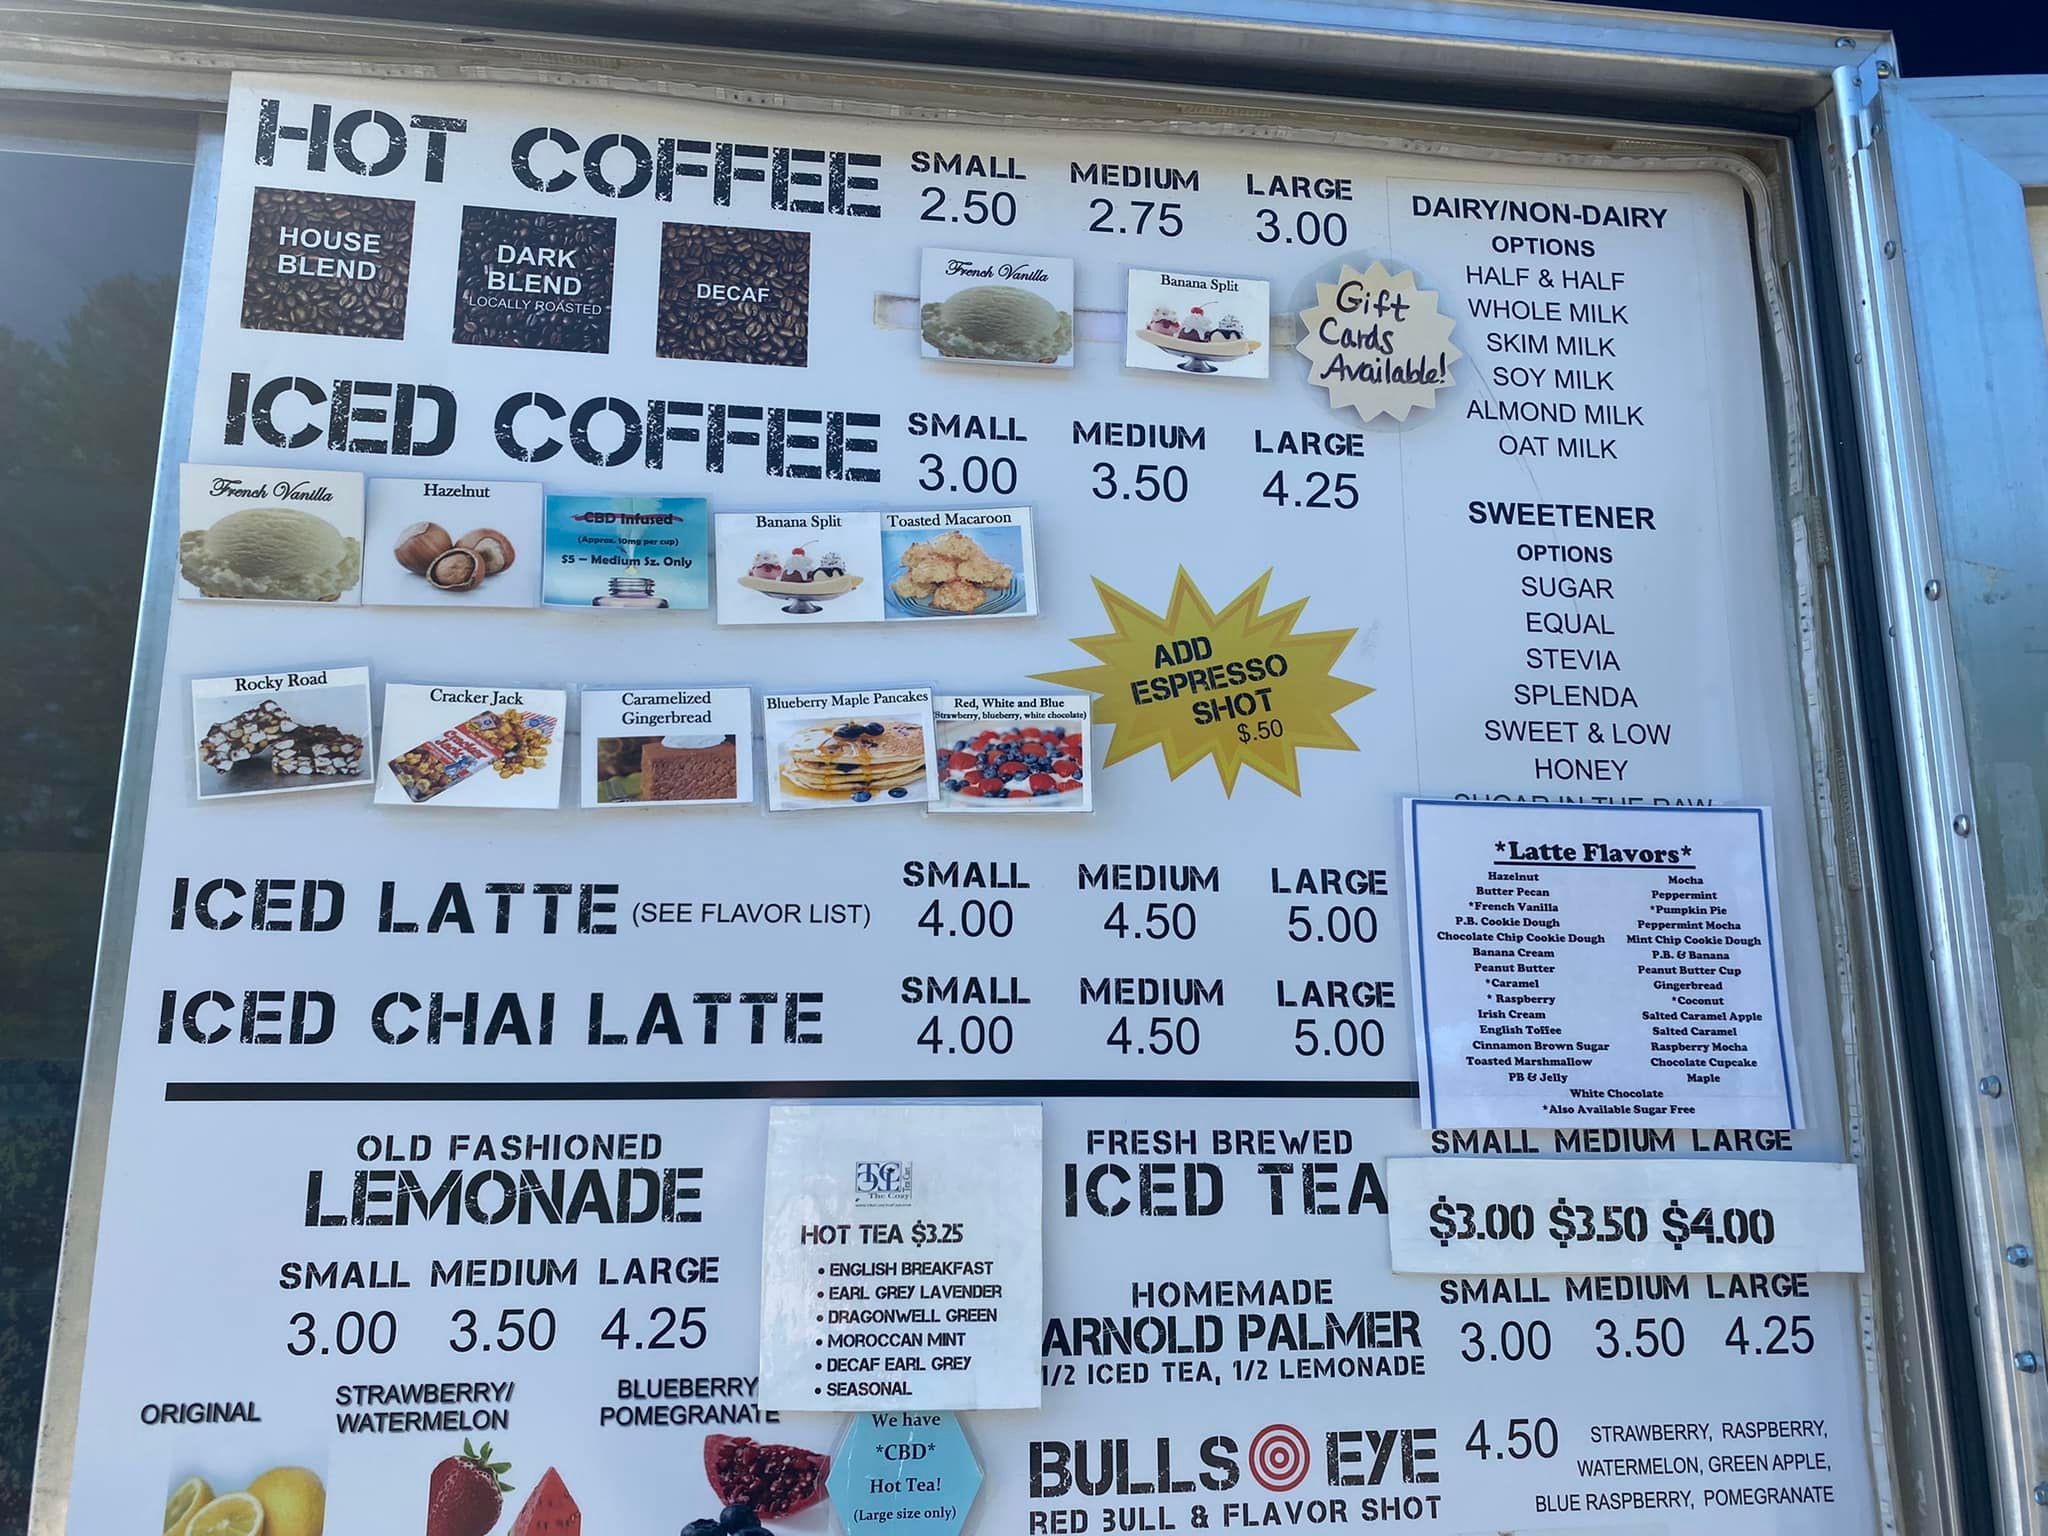 HOT COFFEE
SMALL MEDIUM LARGE
2.50 2.75 3.00
HOUSE
BLEND
DARK
BLEND
LOCALLY ROASTED
DECAF
French Vanilla
Banana Split
Gift
Cards
Available!
DAIRY/NON-DAIRY
OPTIONS
HALF & HALF
WHOLE MILK
SKIM MILK
SOY MILK
ALMOND MILK
OAT MILK
ICED COFFEE
SMALL MEDIUM LARGE
3.00 3.50 4.25
French Vanilla
Hazelnut
CBD Infused
(Approx. 10mg per cup)
$5 – Medium Sz. Only
Banana Split
Toasted Macaroon
Rocky Road
Cracker Jack
Caramelized
Gingerbread
Blueberry Maple Pancakes
Red, White and Blue
(Strawberry, blueberry, white chocolate)
ADD
ESPRESSO
SHOT
$.50
SWEETENER
OPTIONS
SUGAR
EQUAL
STEVIA
SPLENDA
SWEET & LOW
HONEY
SUGAR IN THE RAW
ICED LATTE (SEE FLAVOR LIST)
SMALL MEDIUM LARGE
4.00 4.50 5.00
ICED CHAI LATTE
SMALL MEDIUM LARGE
4.00 4.50 5.00
*Latte Flavors*
Hazelnut
Butter Pecan
*French Vanilla
P.B. Cookie Dough
Chocolate Chip Cookie Dough
Banana Cream
Peanut Butter
*Caramel
* Raspberry
Irish Cream
English Toffee
Cinnamon Brown Sugar
Toasted Marshmallow
PB & Jelly
Mocha
Peppermint
*Pumpkin Pie
Peppermint Mocha
Mint Chip Cookie Dough
P.B. & Banana
Peanut Butter Cup
Gingerbread
*Coconut
Salted Caramel Apple
Salted Caramel
Raspberry Mocha
Chocolate Cupcake
Maple
White Chocolate
*Also Available Sugar Free
OLD FASHIONED
LEMONADE
SMALL MEDIUM LARGE
3.00 3.50 4.25
ORIGINAL
STRAWBERRY/
WATERMELON
BLUEBERRY
POMEGRANATE
The Cozy
Tea Cart
HOT TEA $3.25
• ENGLISH BREAKFAST
• EARL GREY LAVENDER
• DRAGONWELL GREEN
• MOROCCAN MINT
• DECAF EARL GREY
• SEASONAL
We have
*CBD*
Hot Tea!
(Large size only)
FRESH BREWED
ICED TEA
SMALL MEDIUM LARGE
$3.00 $3.50 $4.00
HOMEMADE
ARNOLD PALMER
1/2 ICED TEA, 1/2 LEMONADE
SMALL MEDIUM LARGE
3.00 3.50 4.25
BULLS EYE
RED BULL & FLAVOR SHOT
4.50
STRAWBERRY, RASPBERRY,
WATERMELON, GREEN APPLE,
BLUE RASPBERRY, POMEGRANATE